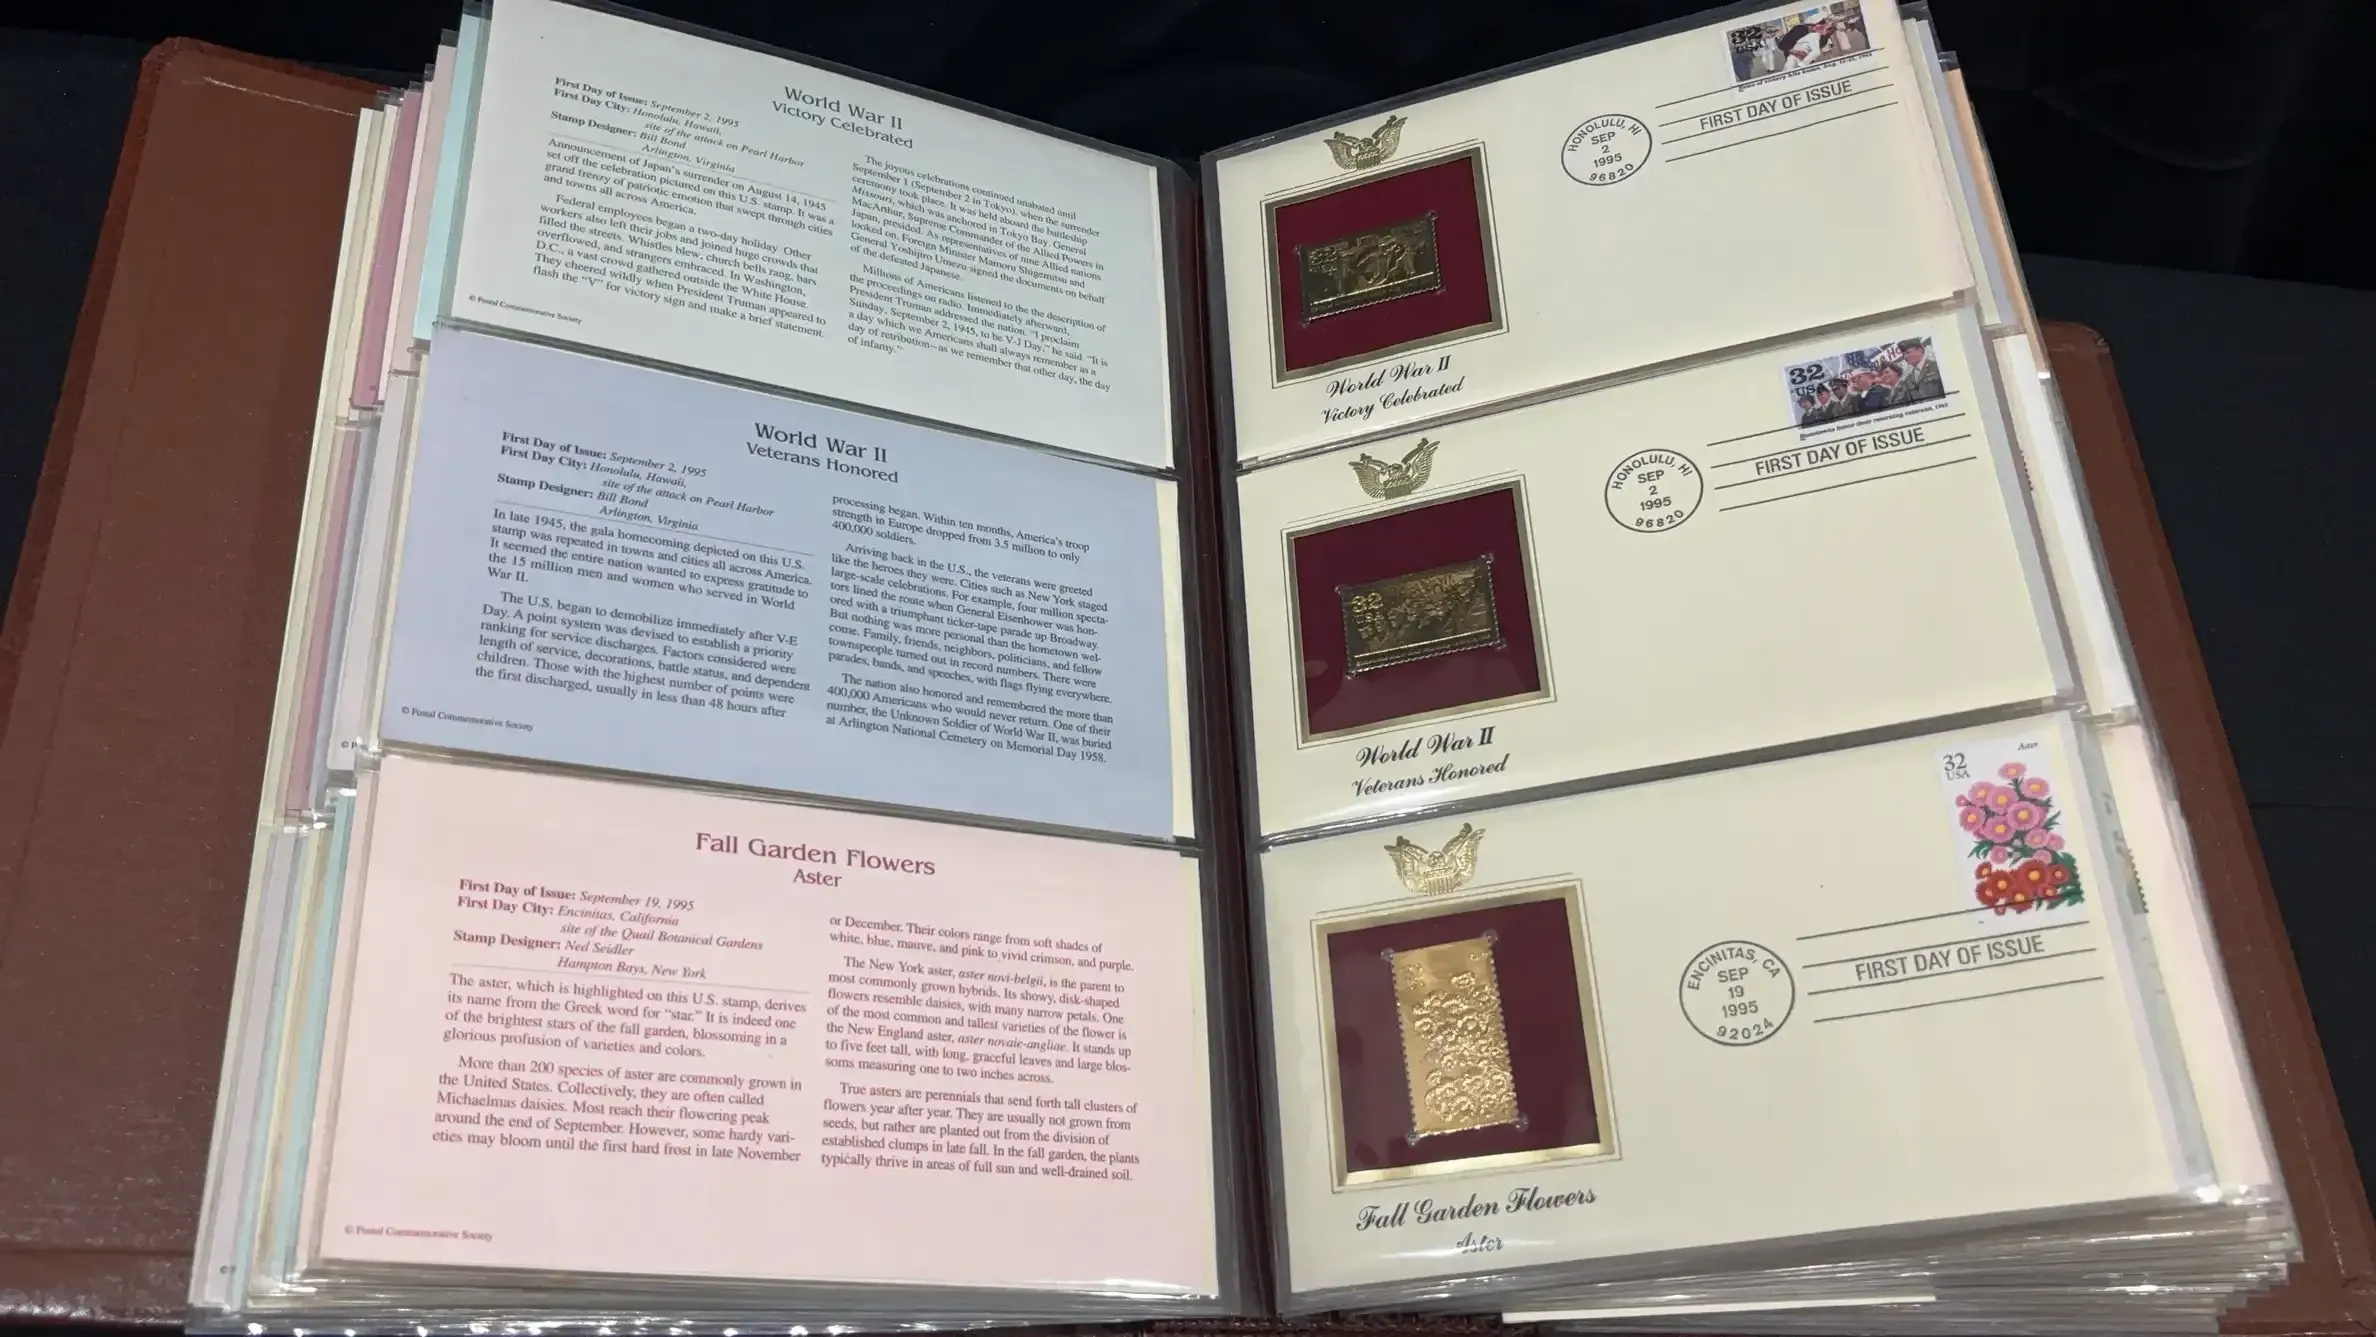 World War II
Victory Celebrated
First Day of Issue: September 2, 1995
First Day City: Honolulu, Hawaii,
site of the attack on Pearl Harbor
Stamp Designer: Bill Bond
Arlington, Virginia
Announcement of Japan's surrender on August 14, 1945
set off the celebration pictured on this U.S. stamp. It was a
grand frenzy of patriotic emotion that swept through cities
and towns all across America.
Federal employees began a two-day holiday. Other
workers also left their jobs and joined huge crowds that
filled the streets. Whistles blew, church bells rang, bars
overflowed, and strangers embraced. In Washington,
D.C., a vast crowd gathered outside the White House.
They cheered wildly when President Truman appeared to
flash the "V" for victory sign and make a brief statement.
The joyous celebrations continued unabated until
September 1 (September 2 in Tokyo), when the surrender
ceremony took place. It was held aboard the battleship
Missouri, which was anchored in Tokyo Bay. General
MacArthur, Supreme Commander of the Allied Powers in
Japan, presided. As representatives of nine Allied nations
looked on, Foreign Minister Mamoru Shigemitsu and
General Yoshijiro Umezu signed the documents on behalf
of the defeated Japanese.
Millions of Americans listened to the the description of
the proceedings on radio. Immediately afterward,
President Truman addressed the nation. "I proclaim
Sunday, September 2, 1945, to be V-J Day," he said. "It is
a day which we Americans shall always remember as a
day of retribution—as we remember that other day, the day
of infamy."
© Postal Commemorative Society
World War II
Veterans Honored
First Day of Issue: September 2, 1995
First Day City: Honolulu, Hawaii,
site of the attack on Pearl Harbor
Stamp Designer: Bill Bond
Arlington, Virginia
In late 1945, the gala homecoming depicted on this U.S.
stamp was repeated in towns and cities all across America.
It seemed the entire nation wanted to express gratitude to
the 15 million men and women who served in World
War II.
The U.S. began to demobilize immediately after V-E
Day. A point system was devised to establish a priority
ranking for service discharges. Factors considered were
length of service, decorations, battle status, and dependent
children. Those with the highest number of points were
the first discharged, usually in less than 48 hours after
processing began. Within ten months, America's troop
strength in Europe dropped from 3.5 million to only
400,000 soldiers.
Arriving back in the U.S., the veterans were greeted
like the heroes they were. Cities such as New York staged
large-scale celebrations. For example, four million specta-
tors lined the route when General Eisenhower was hon-
ored with a triumphant ticker-tape parade up Broadway.
But nothing was more personal than the hometown wel-
come. Family, friends, neighbors, politicians, and fellow
townspeople turned out in record numbers. There were
parades, bands, and speeches, with flags flying everywhere.
The nation also honored and remembered the more than
400,000 Americans who would never return. One of their
number, the Unknown Soldier of World War II, was buried
at Arlington National Cemetery on Memorial Day 1958.
© Postal Commemorative Society
Fall Garden Flowers
Aster
First Day of Issue: September 19, 1995
First Day City: Encinitas, California
site of the Quail Botanical Gardens
Stamp Designer: Ned Seidler
Hampton Bays, New York
The aster, which is highlighted on this U.S. stamp, derives
its name from the Greek word for "star." It is indeed one
of the brightest stars of the fall garden, blossoming in a
glorious profusion of varieties and colors.
More than 200 species of aster are commonly grown in
the United States. Collectively, they are often called
Michaelmas daisies. Most reach their flowering peak
around the end of September. However, some hardy vari-
eties may bloom until the first hard frost in late November
or December. Their colors range from soft shades of
white, blue, mauve, and pink to vivid crimson, and purple.
The New York aster, aster novi-belgii, is the parent to
most commonly grown hybrids. Its showy, disk-shaped
flowers resemble daisies, with many narrow petals. One
of the most common and tallest varieties of the flower is
the New England aster, aster novaie-angliae. It stands up
to five feet tall, with long, graceful leaves and large blos-
soms measuring one to two inches across.
True asters are perennials that send forth tall clusters of
flowers year after year. They are usually not grown from
seeds, but rather are planted out from the division of
established clumps in late fall. In the fall garden, the plants
typically thrive in areas of full sun and well-drained soil.
© Postal Commemorative Society
32
USA
News of victory hits home, Aug. 14-15, 1945
HONOLULU, HI
SEP
2
1995
96820
FIRST DAY OF ISSUE
32
World War II
Victory Celebrated
32
USA
Hometowns honor their returning veterans, 1945
HONOLULU, HI
SEP
2
1995
96820
FIRST DAY OF ISSUE
32
World War II
Veterans Honored
32
USA
Aster
ENCINITAS, CA
SEP
19
1995
92024
FIRST DAY OF ISSUE
Fall Garden Flowers
Aster